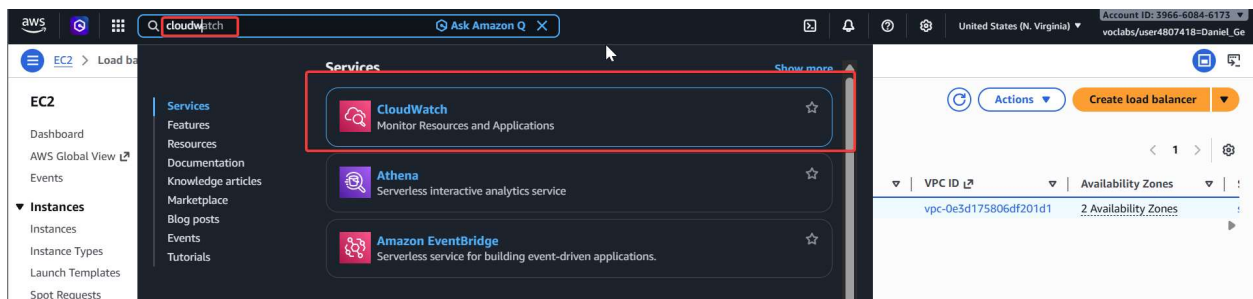 aws
cloudwatch
Ask Amazon Q
United States (N. Virginia)
Account ID: 3966-6084-6173
voclabs/user4807418=Daniel_Ge
EC2 > Load ba
EC2
Dashboard
AWS Global View
Events
Instances
Instances
Instance Types
Launch Templates
Spot Requests
Services
Features
Resources
Documentation
Knowledge articles
Marketplace
Blog posts
Events
Tutorials
Services
Show more
CloudWatch
Monitor Resources and Applications
Athena
Serverless interactive analytics service
Amazon EventBridge
Serverless service for building event-driven applications.
Actions
Create load balancer
1
VPC ID
Availability Zones
vpc-0e3d175806df201d1
2 Availability Zones